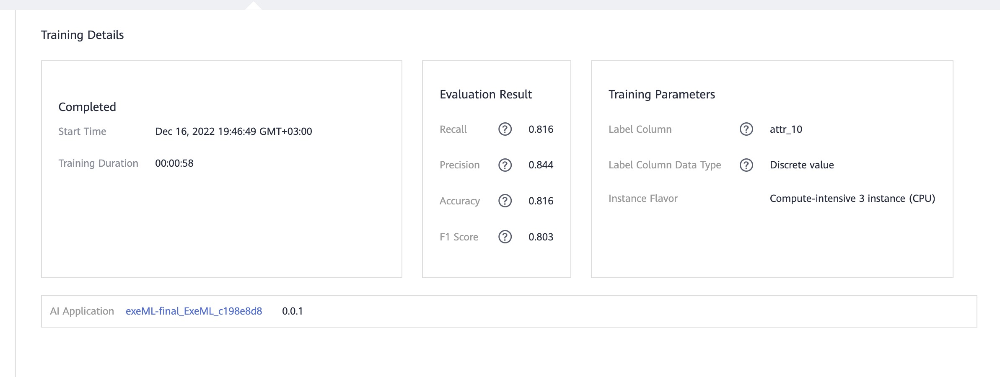 Training Details
Completed
Start Time Dec 16, 2022 19:46:49 GMT+03:00
Training Duration 00:00:58
Evaluation Result
Recall ? 0.816
Precision ? 0.844
Accuracy ? 0.816
F1 Score ? 0.803
Training Parameters
Label Column ? attr_10
Label Column Data Type ? Discrete value
Instance Flavor Compute-intensive 3 instance (CPU)
AI Application exeML-final_ExeML_c198e8d8 0.0.1